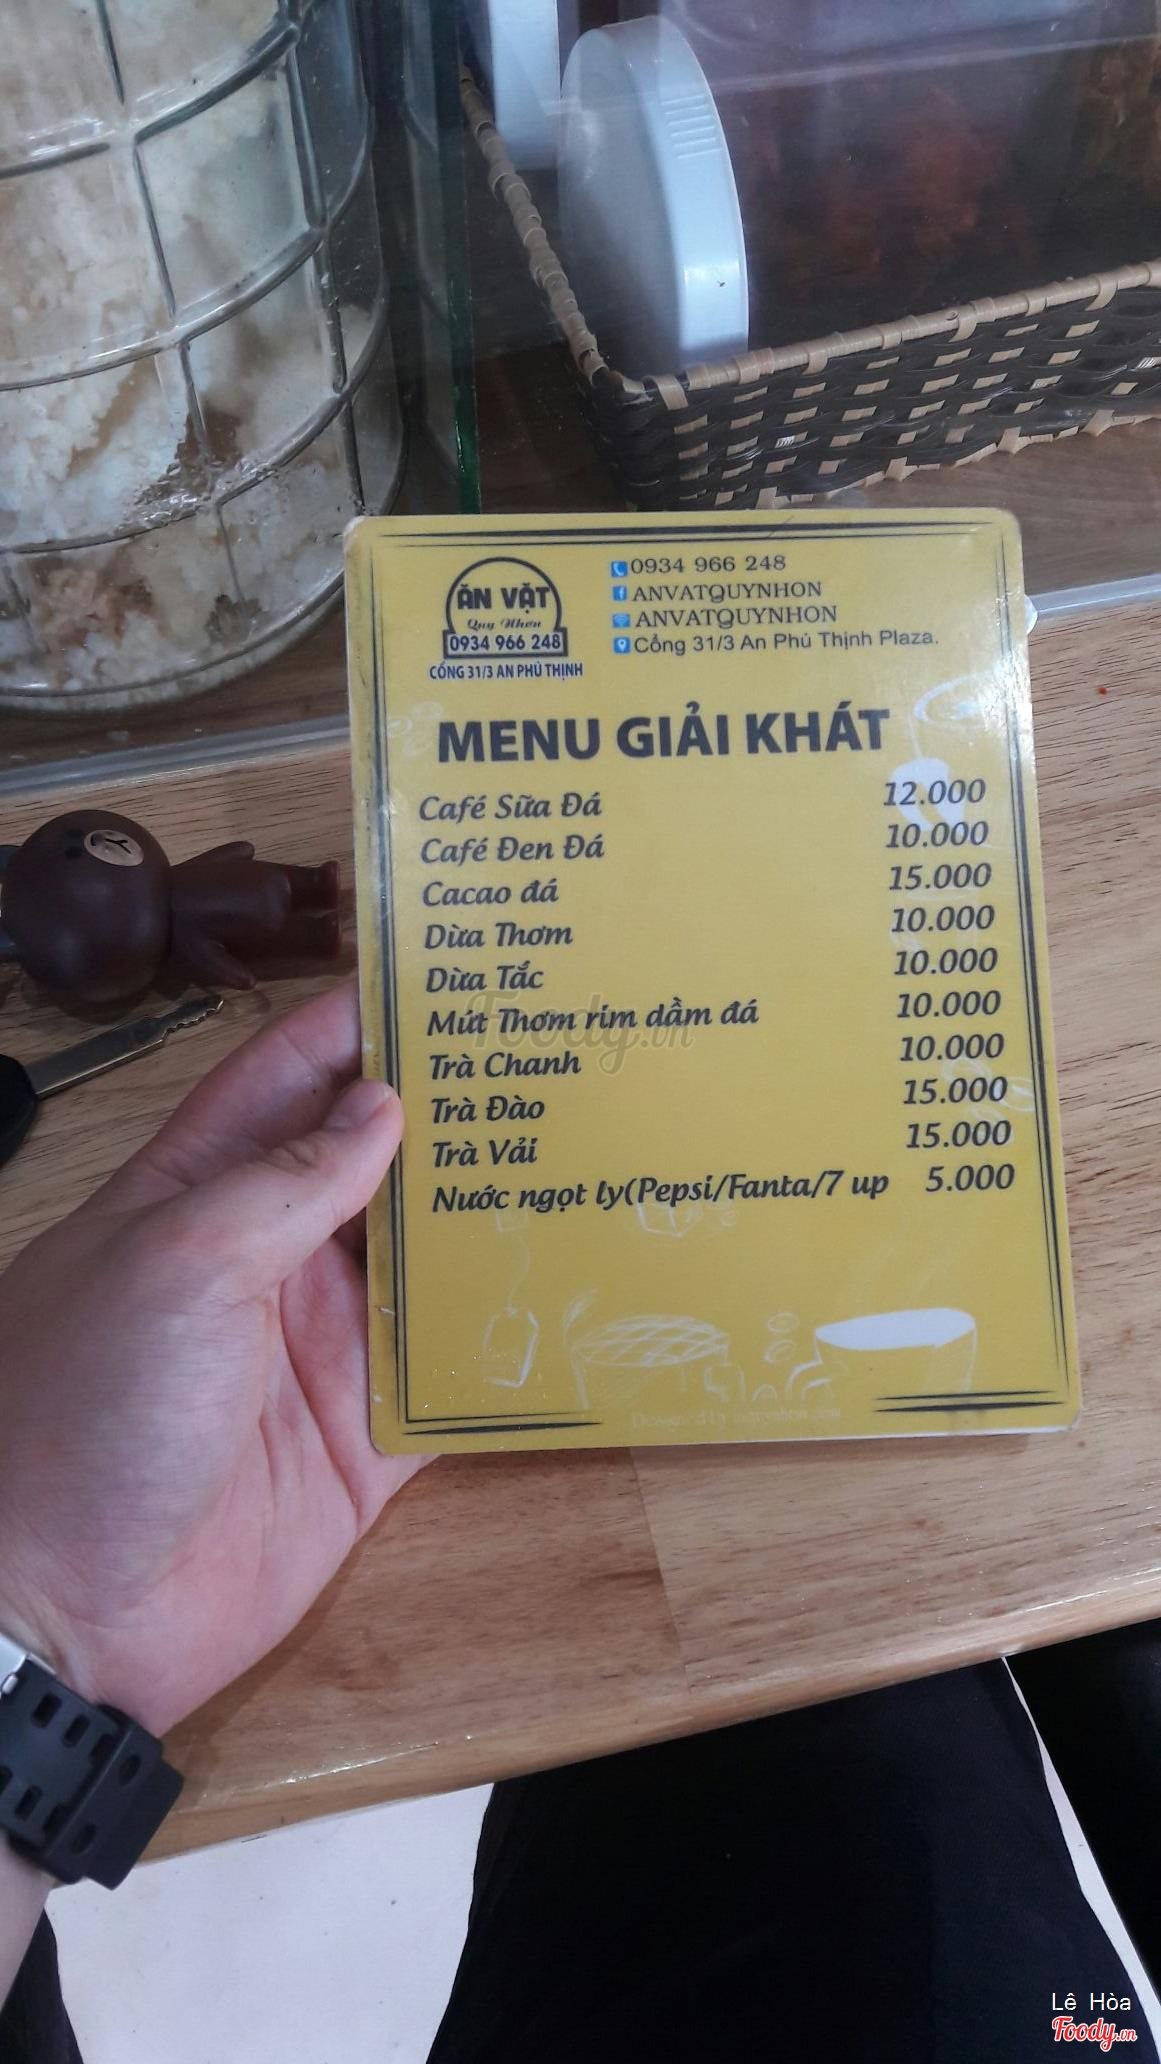 ĂN VẶT
Quy Nhơn
0934 966 248
CỔNG 31/3 AN PHÚ THỊNH
0934 966 248
ANVATQUYNHON
ANVATQUYNHON
Cổng 31/3 An Phú Thịnh Plaza.
MENU GIẢI KHÁT
Café Sữa Đá 12.000
Café Đen Đá 10.000
Cacao đá 15.000
Dừa Thơm 10.000
Dừa Tắc 10.000
Mứt Thơm rim dầm đá 10.000
Trà Chanh 10.000
Trà Đào 15.000
Trà Vải 15.000
Nước ngọt ly(Pepsi/Fanta/7 up 5.000
Foody.vn
Designed by
Lê Hòa
Foody.vn